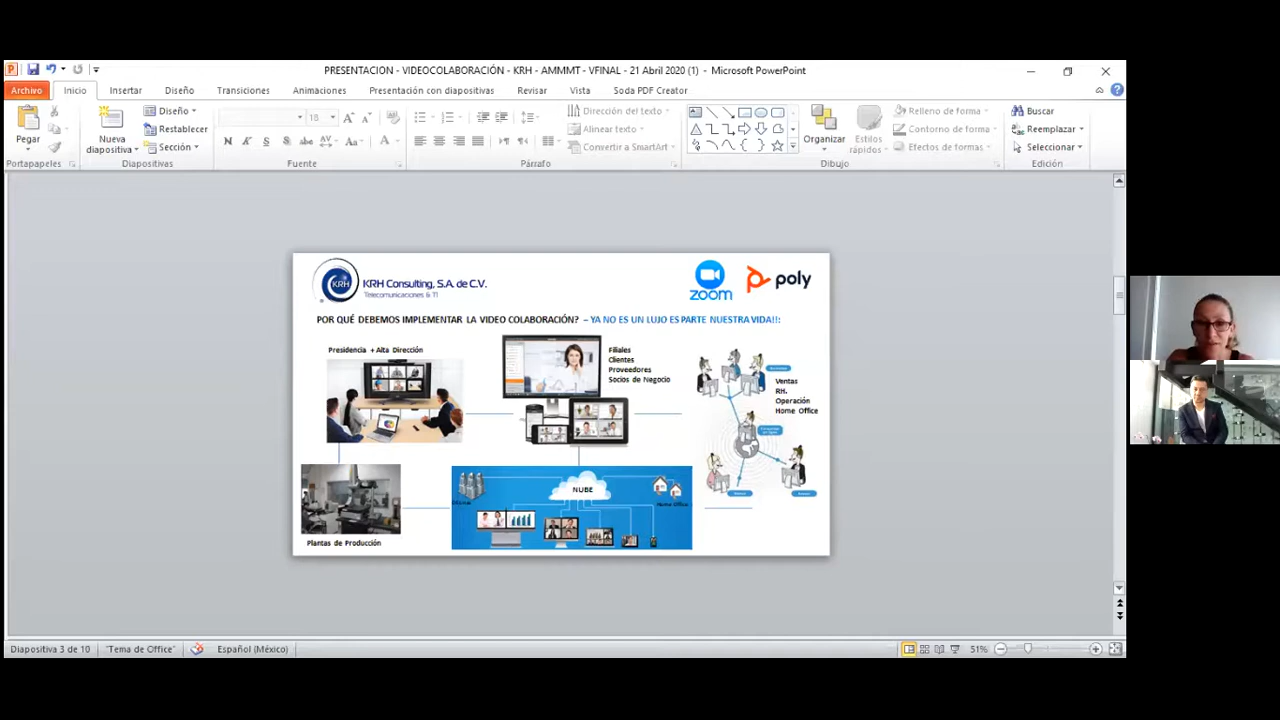 PRESENTACION - VIDEOCOLABORACIÓN - KRH - AMMMT - VFINAL - 21 Abril 2020 (1) - Microsoft PowerPoint
Archivo Inicio Insertar Diseño Transiciones Animaciones Presentación con diapositivas Revisar Vista Soda PDF Creator
Pegar
Portapapeles
Nueva diapositiva
Diseño
Restablecer
Sección
Diapositivas
18
Fuente
Dirección del texto
Alinear texto
Convertir a SmartArt
Párrafo
Organizar
Estilos rápidos
Relleno de forma
Contorno de forma
Efectos de formas
Dibujo
Buscar
Reemplazar
Seleccionar
Edición
KRH
KRH Consulting, S.A. de C.V.
Telecomunicaciones & TI
zoom
poly
POR QUÉ DEBEMOS IMPLEMENTAR LA VIDEO COLABORACIÓN? – YA NO ES UN LUJO ES PARTE NUESTRA VIDA!!:
Presidencia + Alta Dirección
Filiales
Clientes
Proveedores
Socios de Negocio
Ventas
RH.
Operación
Home Office
NUBE
Home Office
Plantas de Producción
Diapositiva 3 de 10 "Tema de Office" Español (México) 51%